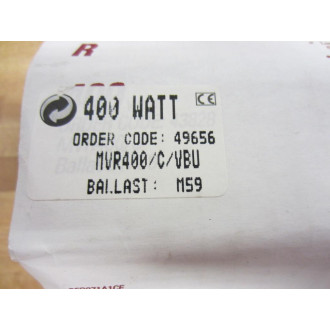 R
400 WATT
CE
ORDER CODE: 49656
MVR400/C/VBU
BALLAST: M59